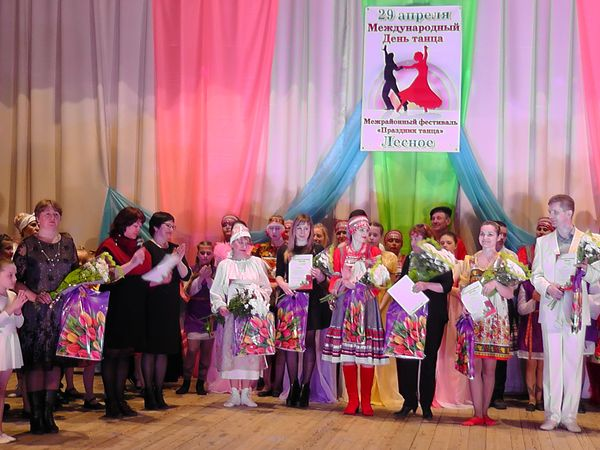 29 апреля
Международный
День танца
Межрайонный фестиваль
«Праздник танца»
Лесное